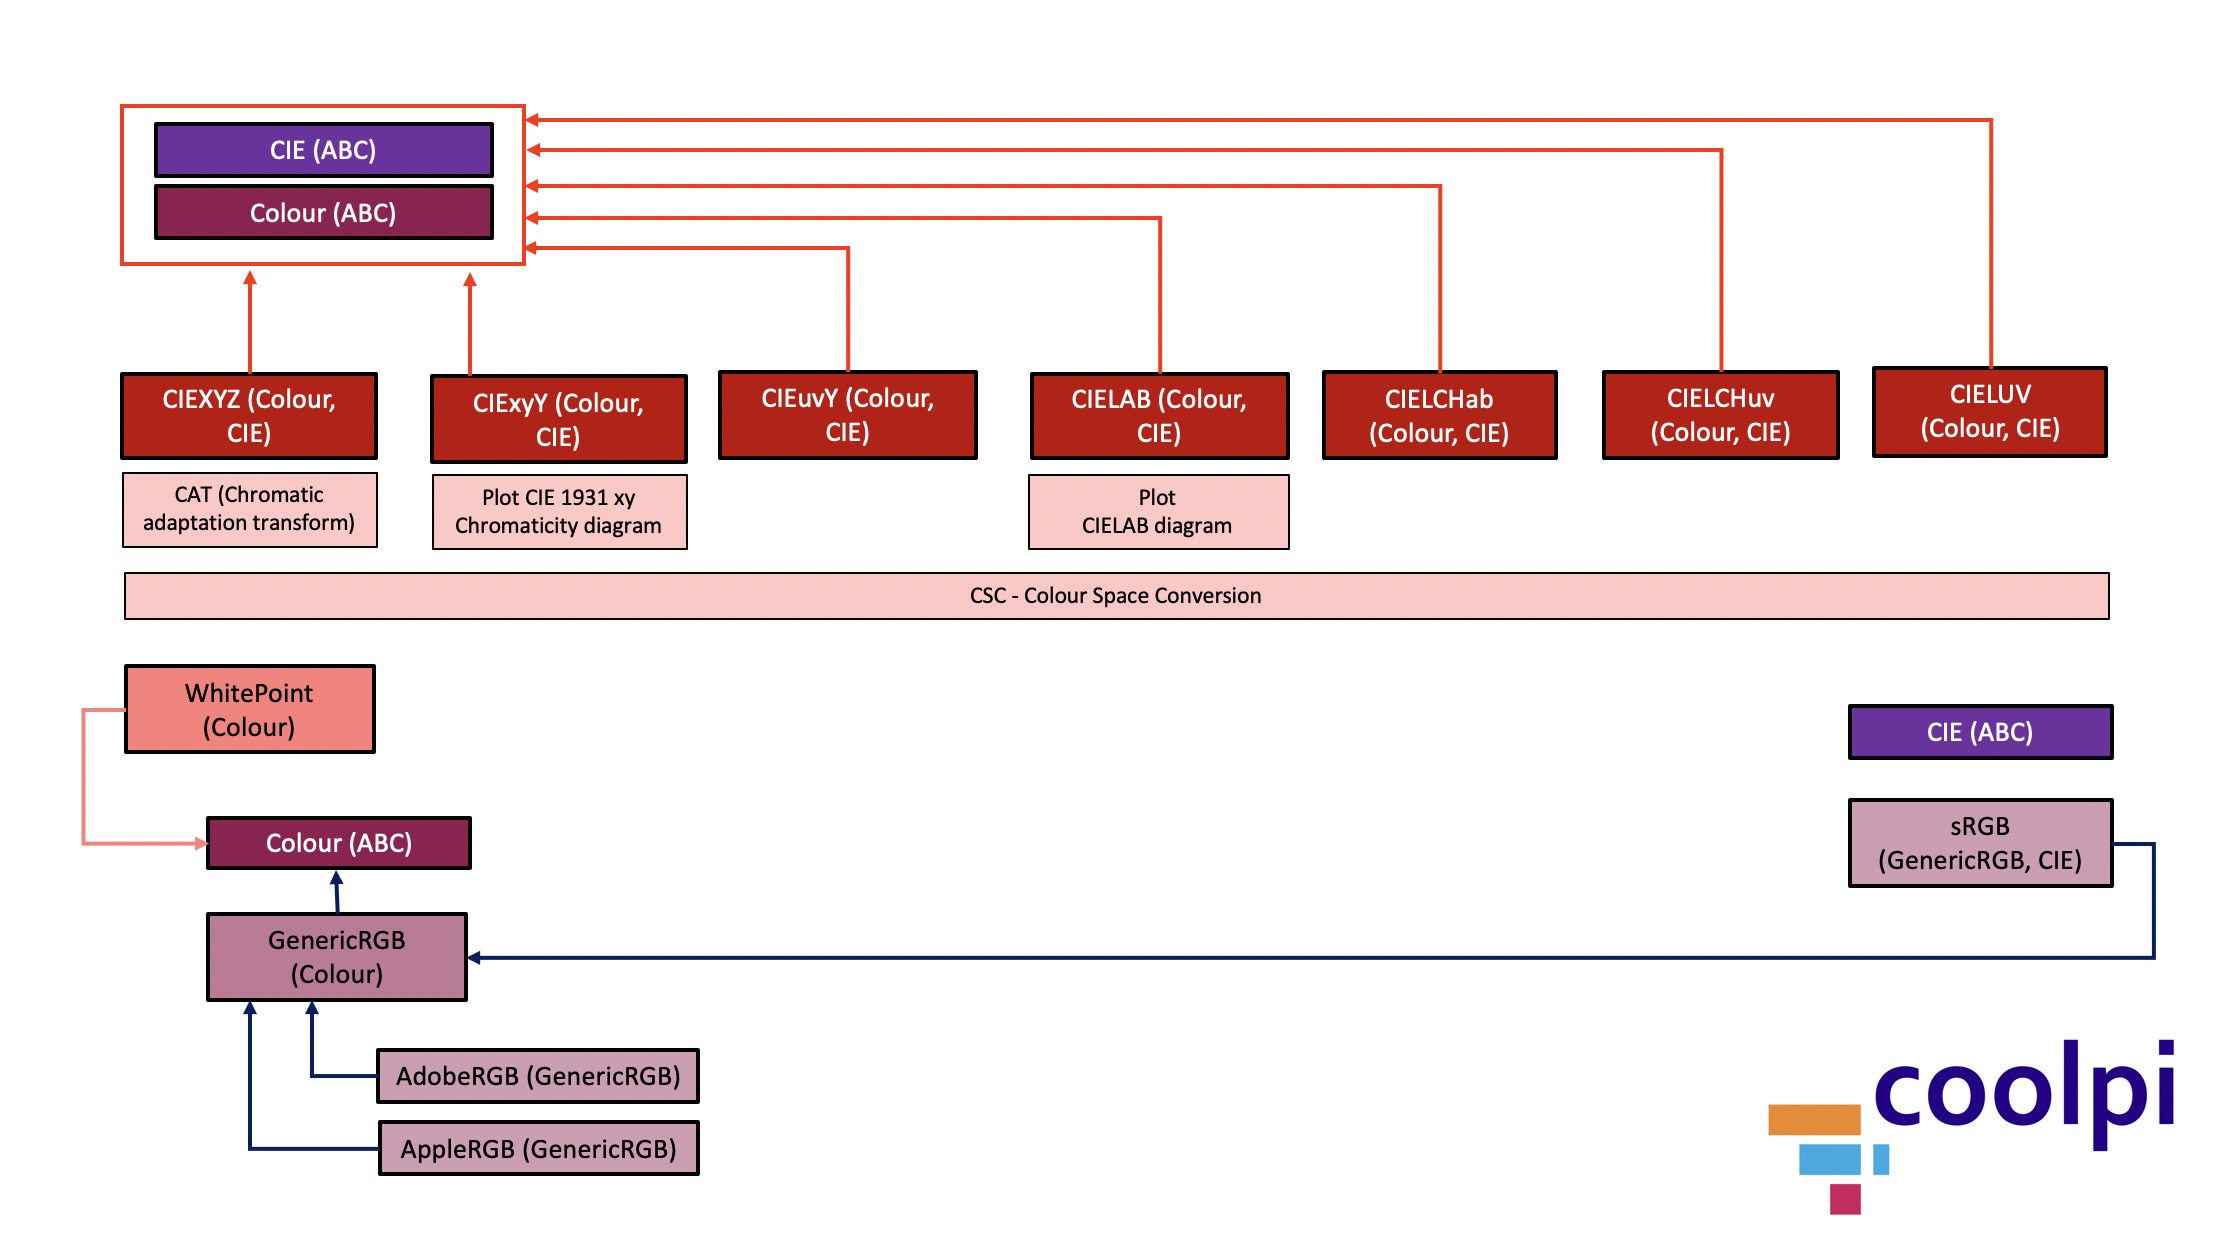 CIE (ABC)
Colour (ABC)
CIEXYZ (Colour,
CIE)
CIExyY (Colour,
CIE)
CIEuvY (Colour,
CIE)
CIELAB (Colour,
CIE)
CIELCHab
(Colour, CIE)
CIELCHuv
(Colour, CIE)
CIELUV
(Colour, CIE)
CAT (Chromatic
adaptation transform)
Plot CIE 1931 xy
Chromaticity diagram
Plot
CIELAB diagram
CSC - Colour Space Conversion
WhitePoint
(Colour)
CIE (ABC)
Colour (ABC)
sRGB
(GenericRGB, CIE)
GenericRGB
(Colour)
AdobeRGB (GenericRGB)
AppleRGB (GenericRGB)
coolpi